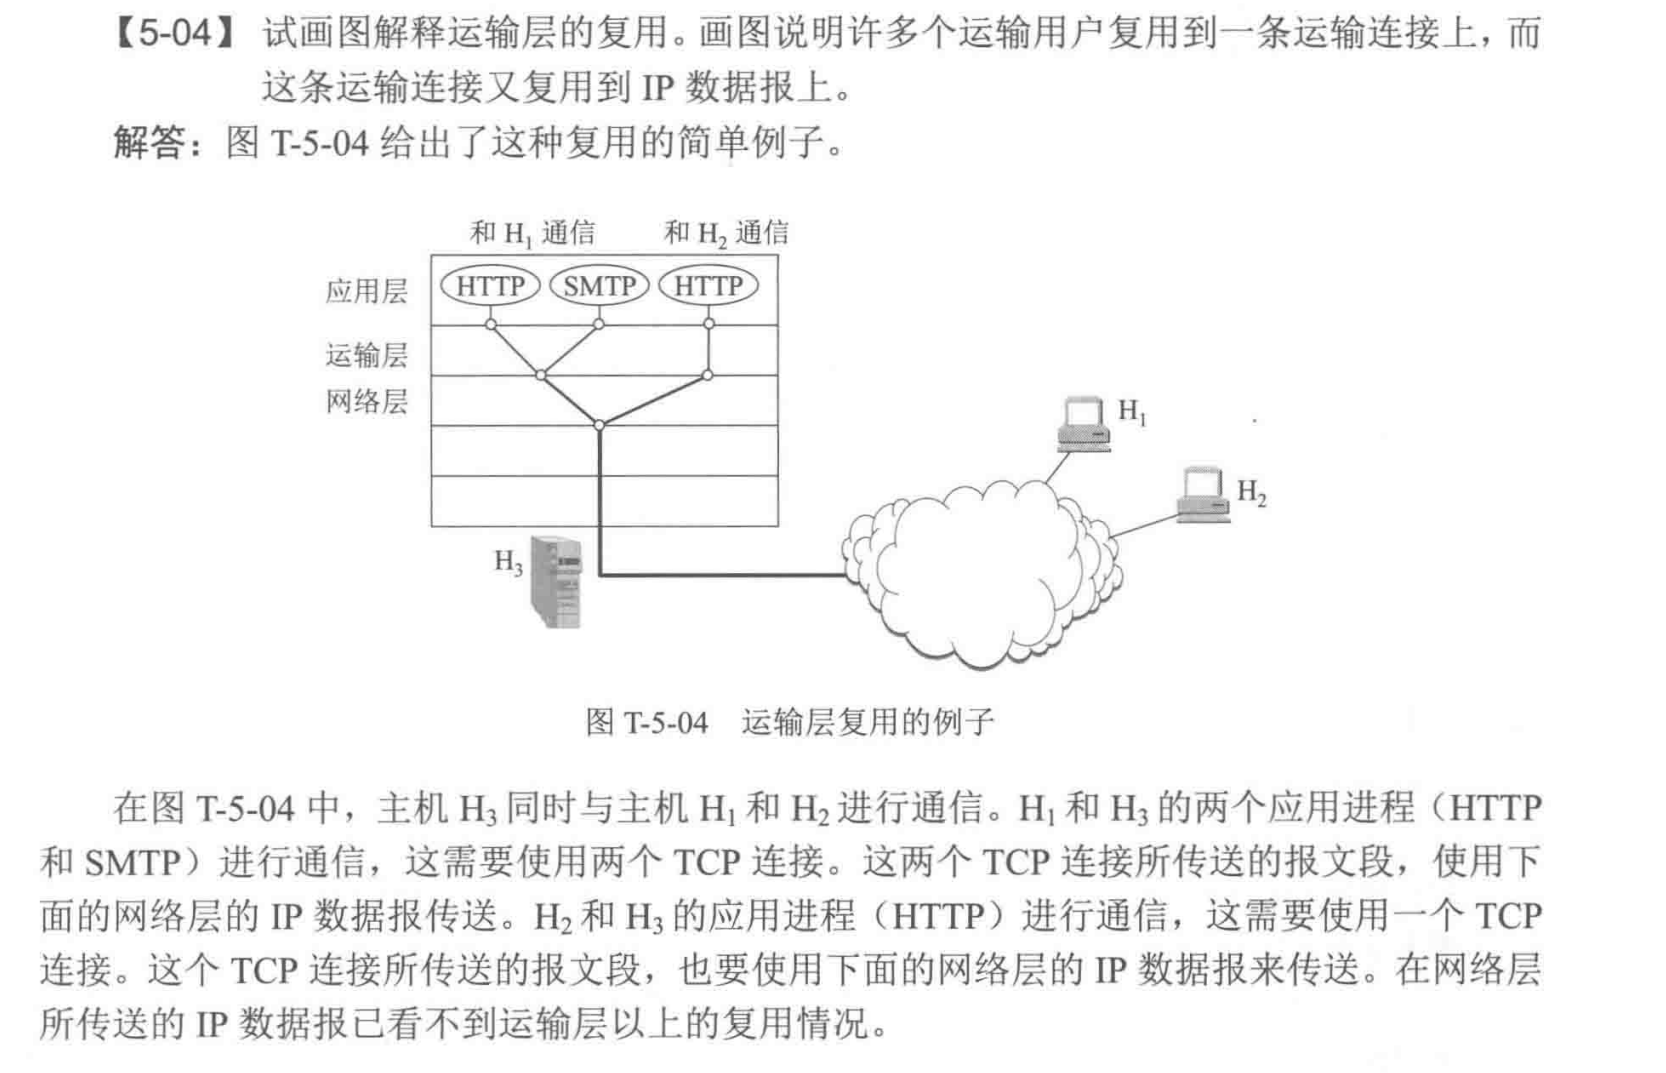 【5-04】 试画图解释运输层的复用。画图说明许多个运输用户复用到一条运输连接上，而
这条运输连接又复用到 IP 数据报上。
解答：图 T-5-04 给出了这种复用的简单例子。
和 H₁ 通信 和 H₂ 通信
应用层 HTTP SMTP HTTP
运输层
网络层
H₁
H₂
H₃
图 T-5-04 运输层复用的例子
在图 T-5-04 中，主机 H₃ 同时与主机 H₁ 和 H₂ 进行通信。H₁ 和 H₃ 的两个应用进程（HTTP
和 SMTP）进行通信，这需要使用两个 TCP 连接。这两个 TCP 连接所传送的报文段，使用下
面的网络层的 IP 数据报传送。H₂ 和 H₃ 的应用进程（HTTP）进行通信，这需要使用一个 TCP
连接。这个 TCP 连接所传送的报文段，也要使用下面的网络层的 IP 数据报来传送。在网络层
所传送的 IP 数据报已看不到运输层以上的复用情况。